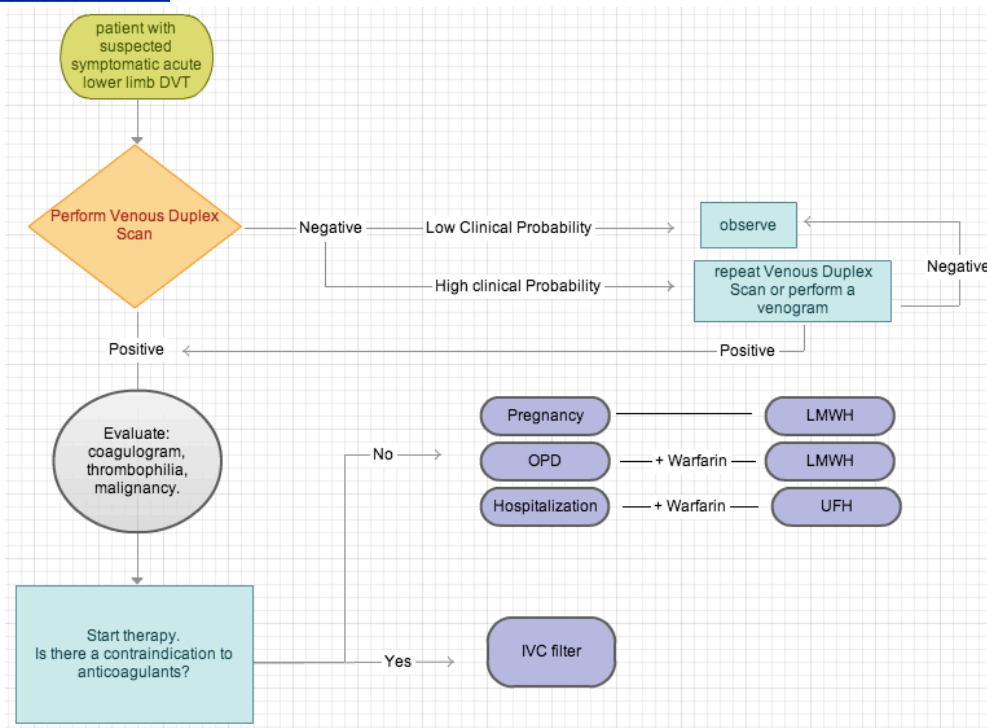 patient with
suspected
symptomatic acute
lower limb DVT
Perform Venous Duplex
Scan
Negative
Low Clinical Probability
observe
High clinical Probability
repeat Venous Duplex
Scan or perform a
venogram
Negative
Positive
Positive
Evaluate:
coagulogram,
thrombophilia,
malignancy.
No
Pregnancy
LMWH
OPD
+ Warfarin
LMWH
Hospitalization
+ Warfarin
UFH
Start therapy.
Is there a contraindication to
anticoagulants?
Yes
IVC filter